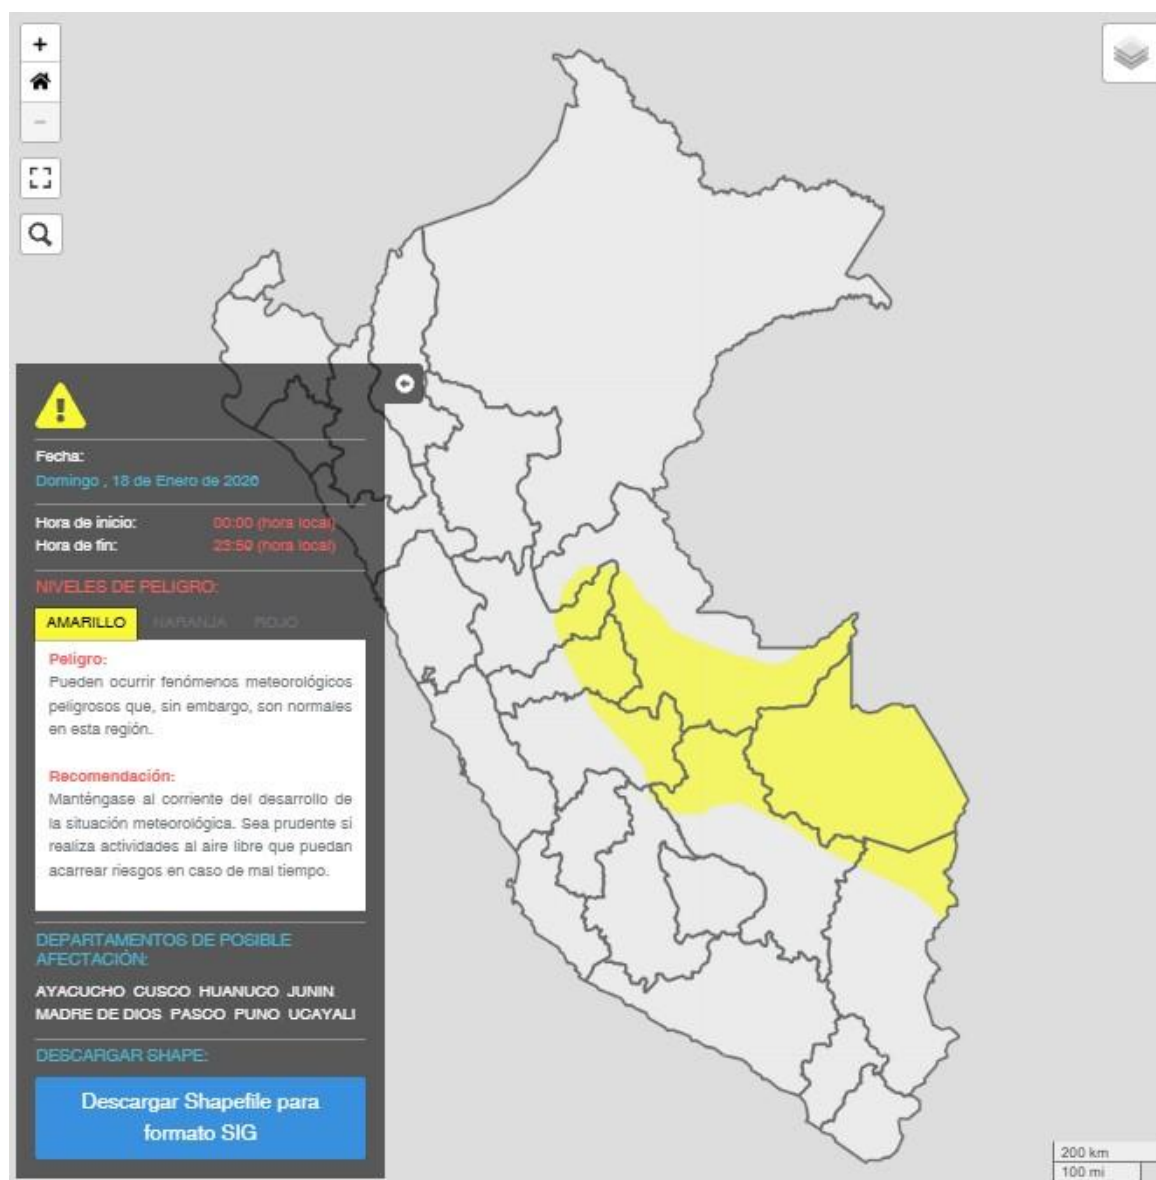 +
-
Fecha:
Domingo , 18 de Enero de 2026
Hora de inicio: 00:00 (hora local)
Hora de fin: 23:59 (hora local)
NIVELES DE PELIGRO:
AMARILLO NARANJA ROJO
Peligro:
Pueden ocurrir fenómenos meteorológicos
peligrosos que, sin embargo, son normales
en esta región.
Recomendación:
Manténgase al corriente del desarrollo de
la situación meteorológica. Sea prudente si
realiza actividades al aire libre que puedan
acarrear riesgos en caso de mal tiempo.
DEPARTAMENTOS DE POSIBLE
AFECTACIÓN:
AYACUCHO CUSCO HUANUCO JUNIN
MADRE DE DIOS PASCO PUNO UCAYALI
DESCARGAR SHAPE:
Descargar Shapefile para
formato SIG
200 km
100 mi